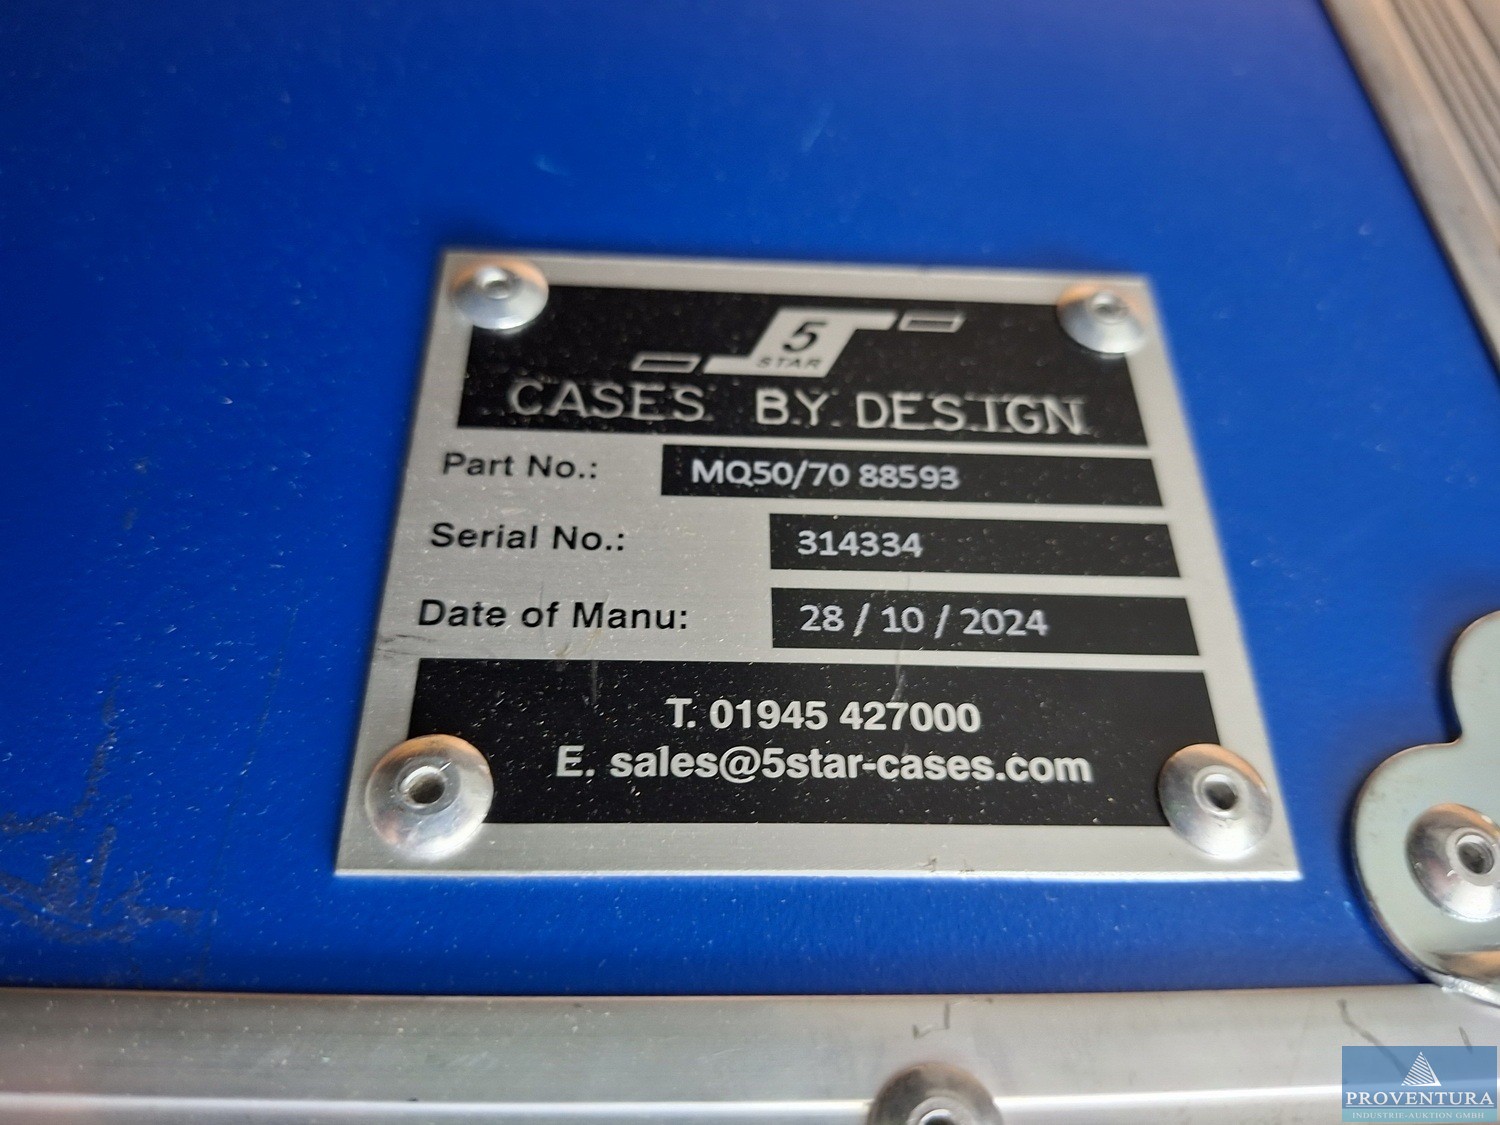 5
STAR
CASES BY DESIGN
Part No.: MQ50/70 88593
Serial No.: 314334
Date of Manu: 28 / 10 / 2024
T. 01945 427000
E. sales@5star-cases.com
PROVENTURA
INDUSTRIE-AUKTION GMBH